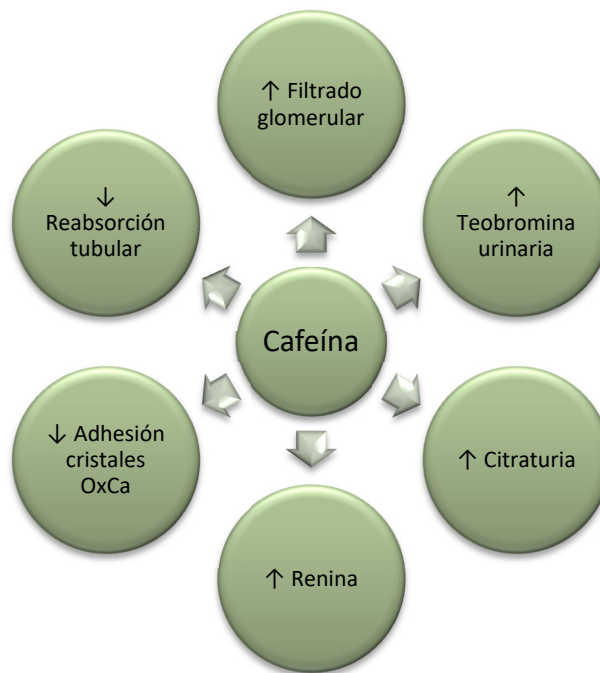 ↑ Filtrado
glomerular
↑
Teobromina
urinaria
↑ Citraturia
↑ Renina
↓ Adhesión
cristales
OxCa
↓
Reabsorción
tubular
Cafeína